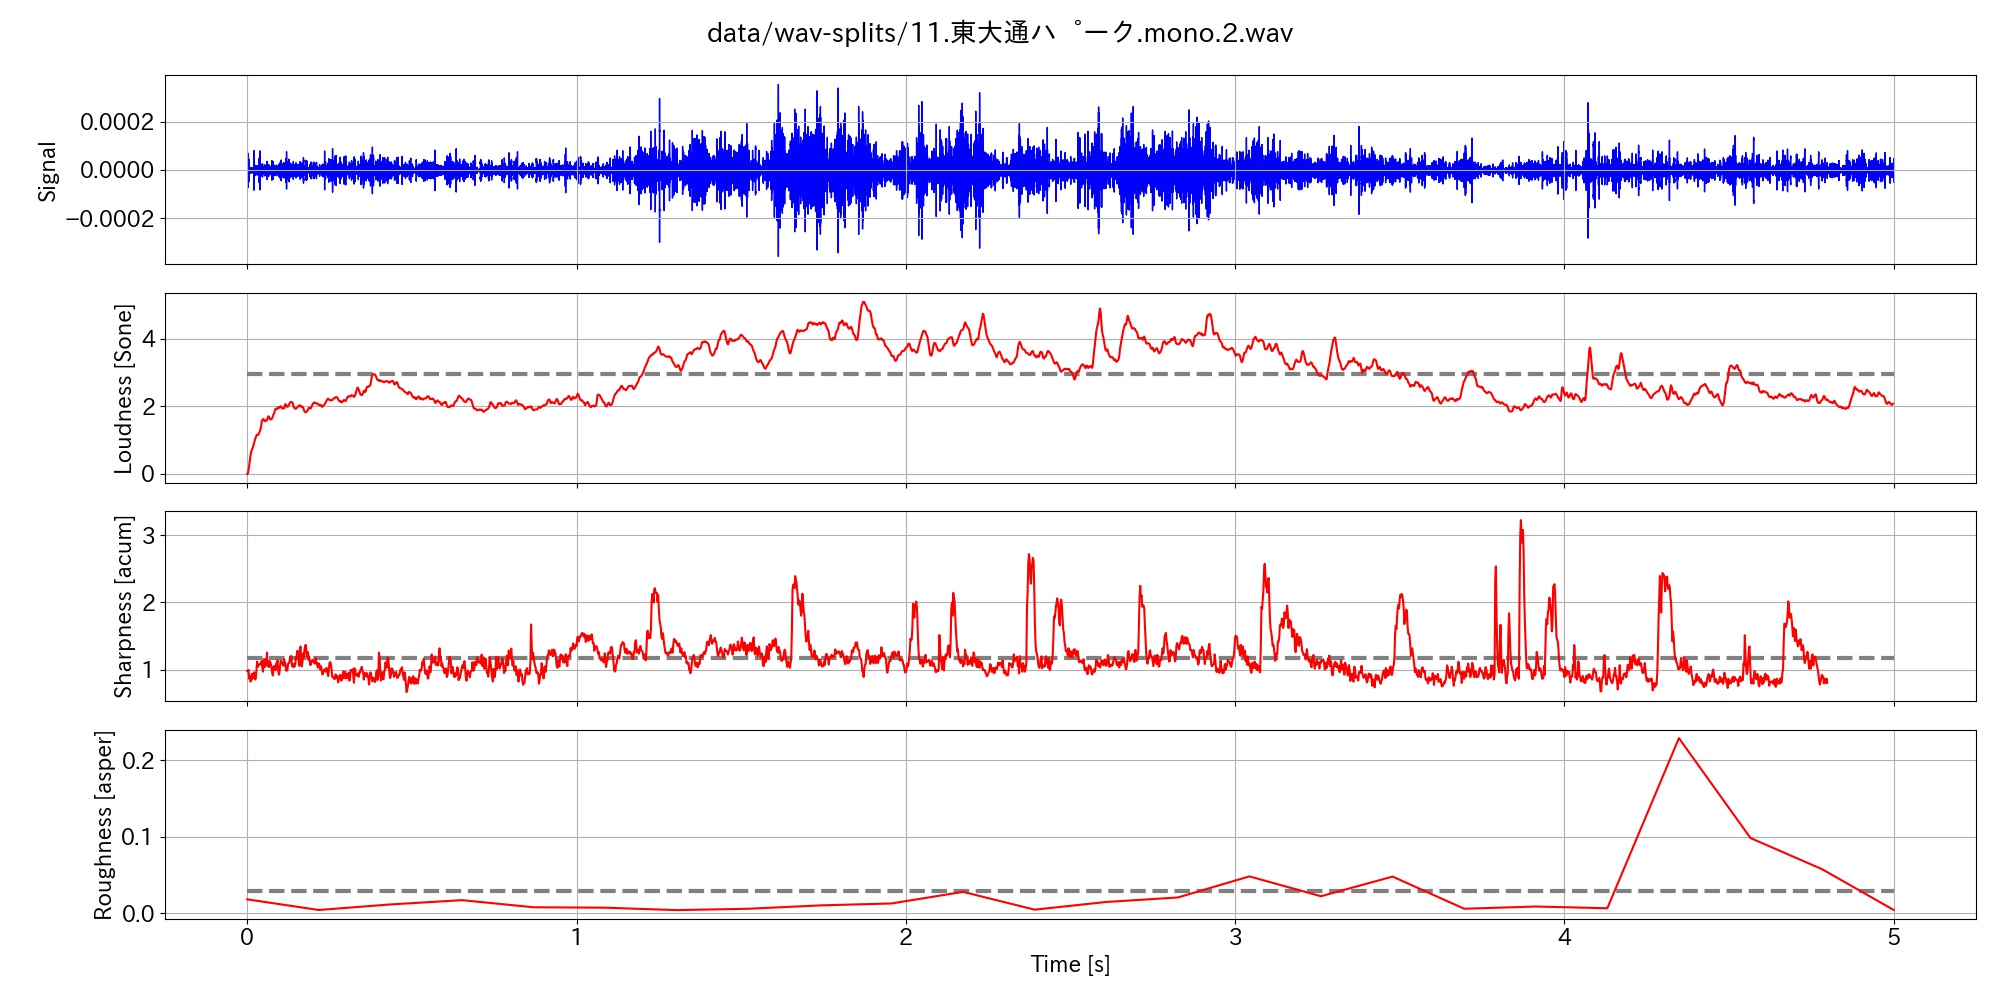 data/wav-splits/11.東大通ハ゜ーク.mono.2.wav
Signal
0.0002
0.0000
−0.0002
Loudness [Sone]
4
2
0
Sharpness [acum]
3
2
1
Roughness [asper]
0.2
0.1
0.0
0 1 2 3 4 5
Time [s]